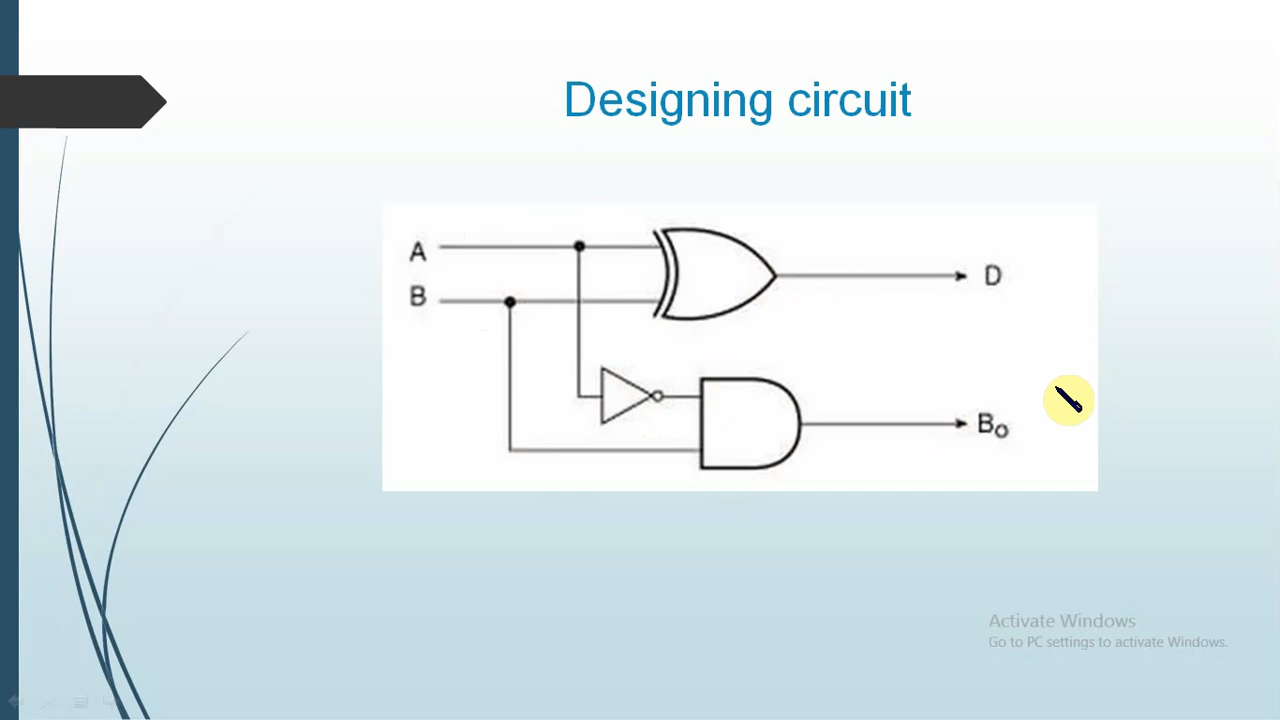 Designing circuit
A
B
D
Bo
Activate Windows
Go to PC settings to activate Windows.